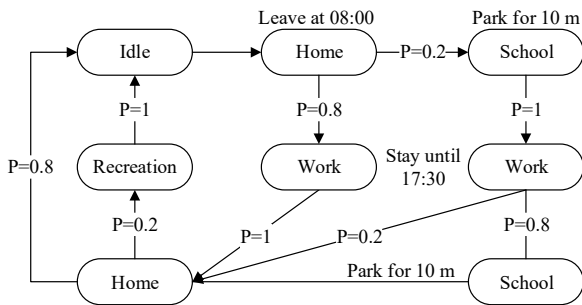 Leave at 08:00
Park for 10 m
Idle
Home
P=0.2
School
P=1
P=0.8
P=1
P=0.8
Recreation
Work
Stay until
17:30
Work
P=0.2
P=1
P=0.2
P=0.8
Home
Park for 10 m
School